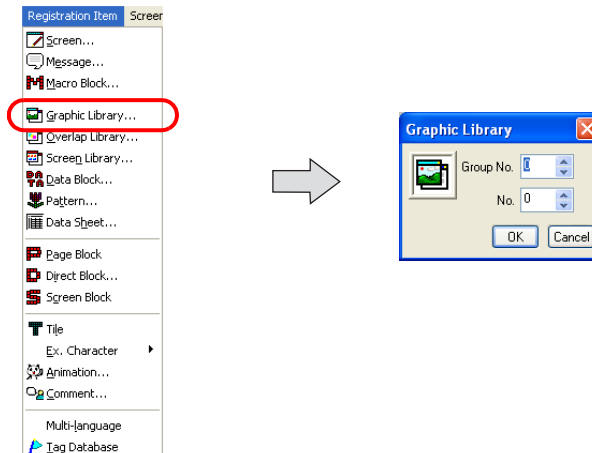 Registration Item Screen
Screen...
Message...
Macro Block...
Graphic Library...
Overlap Library...
Screen Library...
Data Block...
Pattern...
Data Sheet...
Page Block
Direct Block...
Screen Block
Tile
Ex. Character
Animation...
Comment...
Multi-language
Tag Database
Graphic Library
Group No. 0
No. 0
OK Cancel